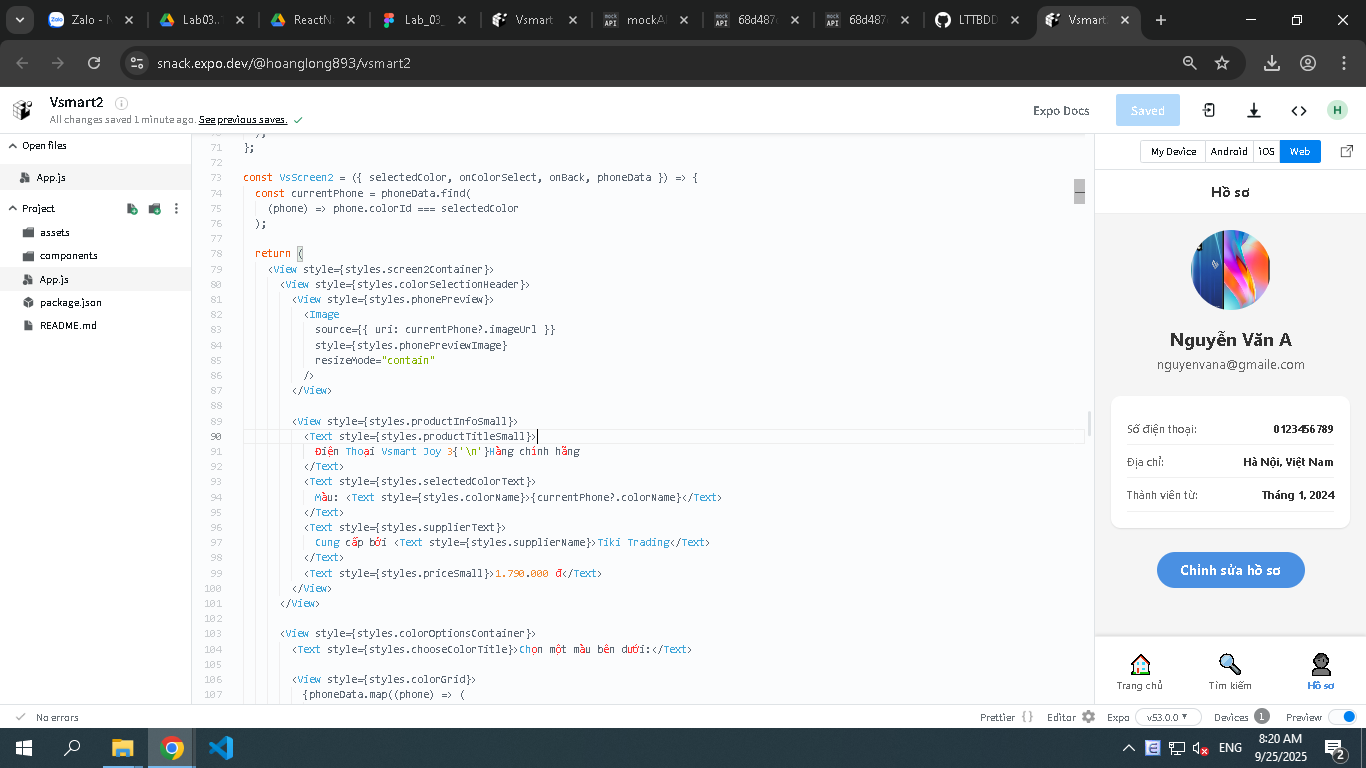 Zalo - N
Lab03.
ReactN
Lab_03_
Vsmart
mockA
68d487c
68d487c
LTTBDD
Vsmart
snack.expo.dev/@hoanglong893/vsmart2
Vsmart2
All changes saved 1 minute ago. See previous saves.
Expo Docs
Saved
H
Open files
App.js
Project
assets
components
App.js
package.json
README.md
71 };
72
73 const VsScreen2 = ({ selectedColor, onColorSelect, onBack, phoneData }) => {
74 const currentPhone = phoneData.find(
75 (phone) => phone.colorId === selectedColor
76 );
77
78 return (
79 <View style={styles.screen2Container}>
80 <View style={styles.colorSelectionHeader}>
81 <View style={styles.phonePreview}>
82 <Image
83 source={{ uri: currentPhone?.imageUrl }}
84 style={styles.phonePreviewImage}
85 resizeMode="contain"
86 />
87 </View>
88
89 <View style={styles.productInfoSmall}>
90 <Text style={styles.productTitleSmall}>
91 Điện Thoại Vsmart Joy 3{'\n'}Hàng chính hãng
92 </Text>
93 <Text style={styles.selectedColorText}>
94 Màu: <Text style={styles.colorName}>{currentPhone?.colorName}</Text>
95 </Text>
96 <Text style={styles.supplierText}>
97 Cung cấp bởi <Text style={styles.supplierName}>Tiki Trading</Text>
98 </Text>
99 <Text style={styles.priceSmall}>1.790.000 đ</Text>
100 </View>
101 </View>
102
103 <View style={styles.colorOptionsContainer}>
104 <Text style={styles.chooseColorTitle}>Chọn một màu bên dưới:</Text>
105
106 <View style={styles.colorGrid}>
107 {phoneData.map((phone) => (
My Device
Android
iOS
Web
Hồ sơ
Nguyễn Văn A
nguyenvana@gmaile.com
Số điện thoại: 0123456789
Địa chỉ: Hà Nội, Việt Nam
Thành viên từ: Tháng 1, 2024
Chỉnh sửa hồ sơ
Trang chủ
Tìm kiếm
Hồ sơ
No errors
Prettier {}
Editor
Expo
v53.0.0
Devices 1
Preview
ENG
8:20 AM
9/25/2025
2